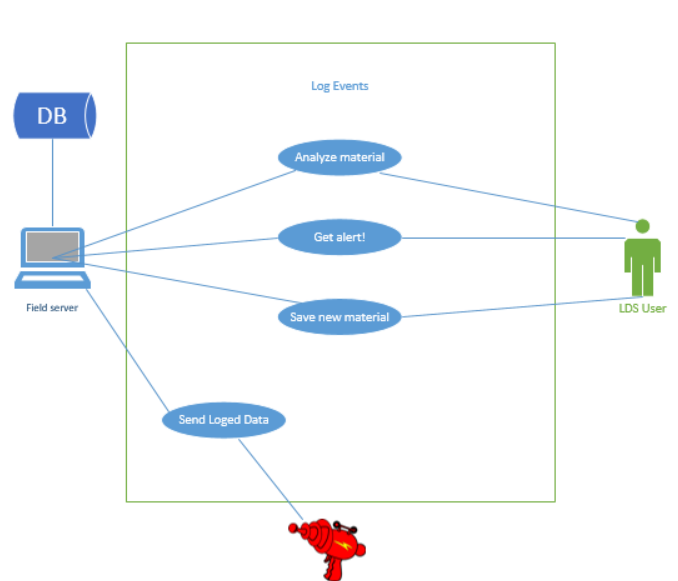 Log Events
DB
Analyze material
Get alert!
Field server
LDS User
Save new material
Send Loged Data